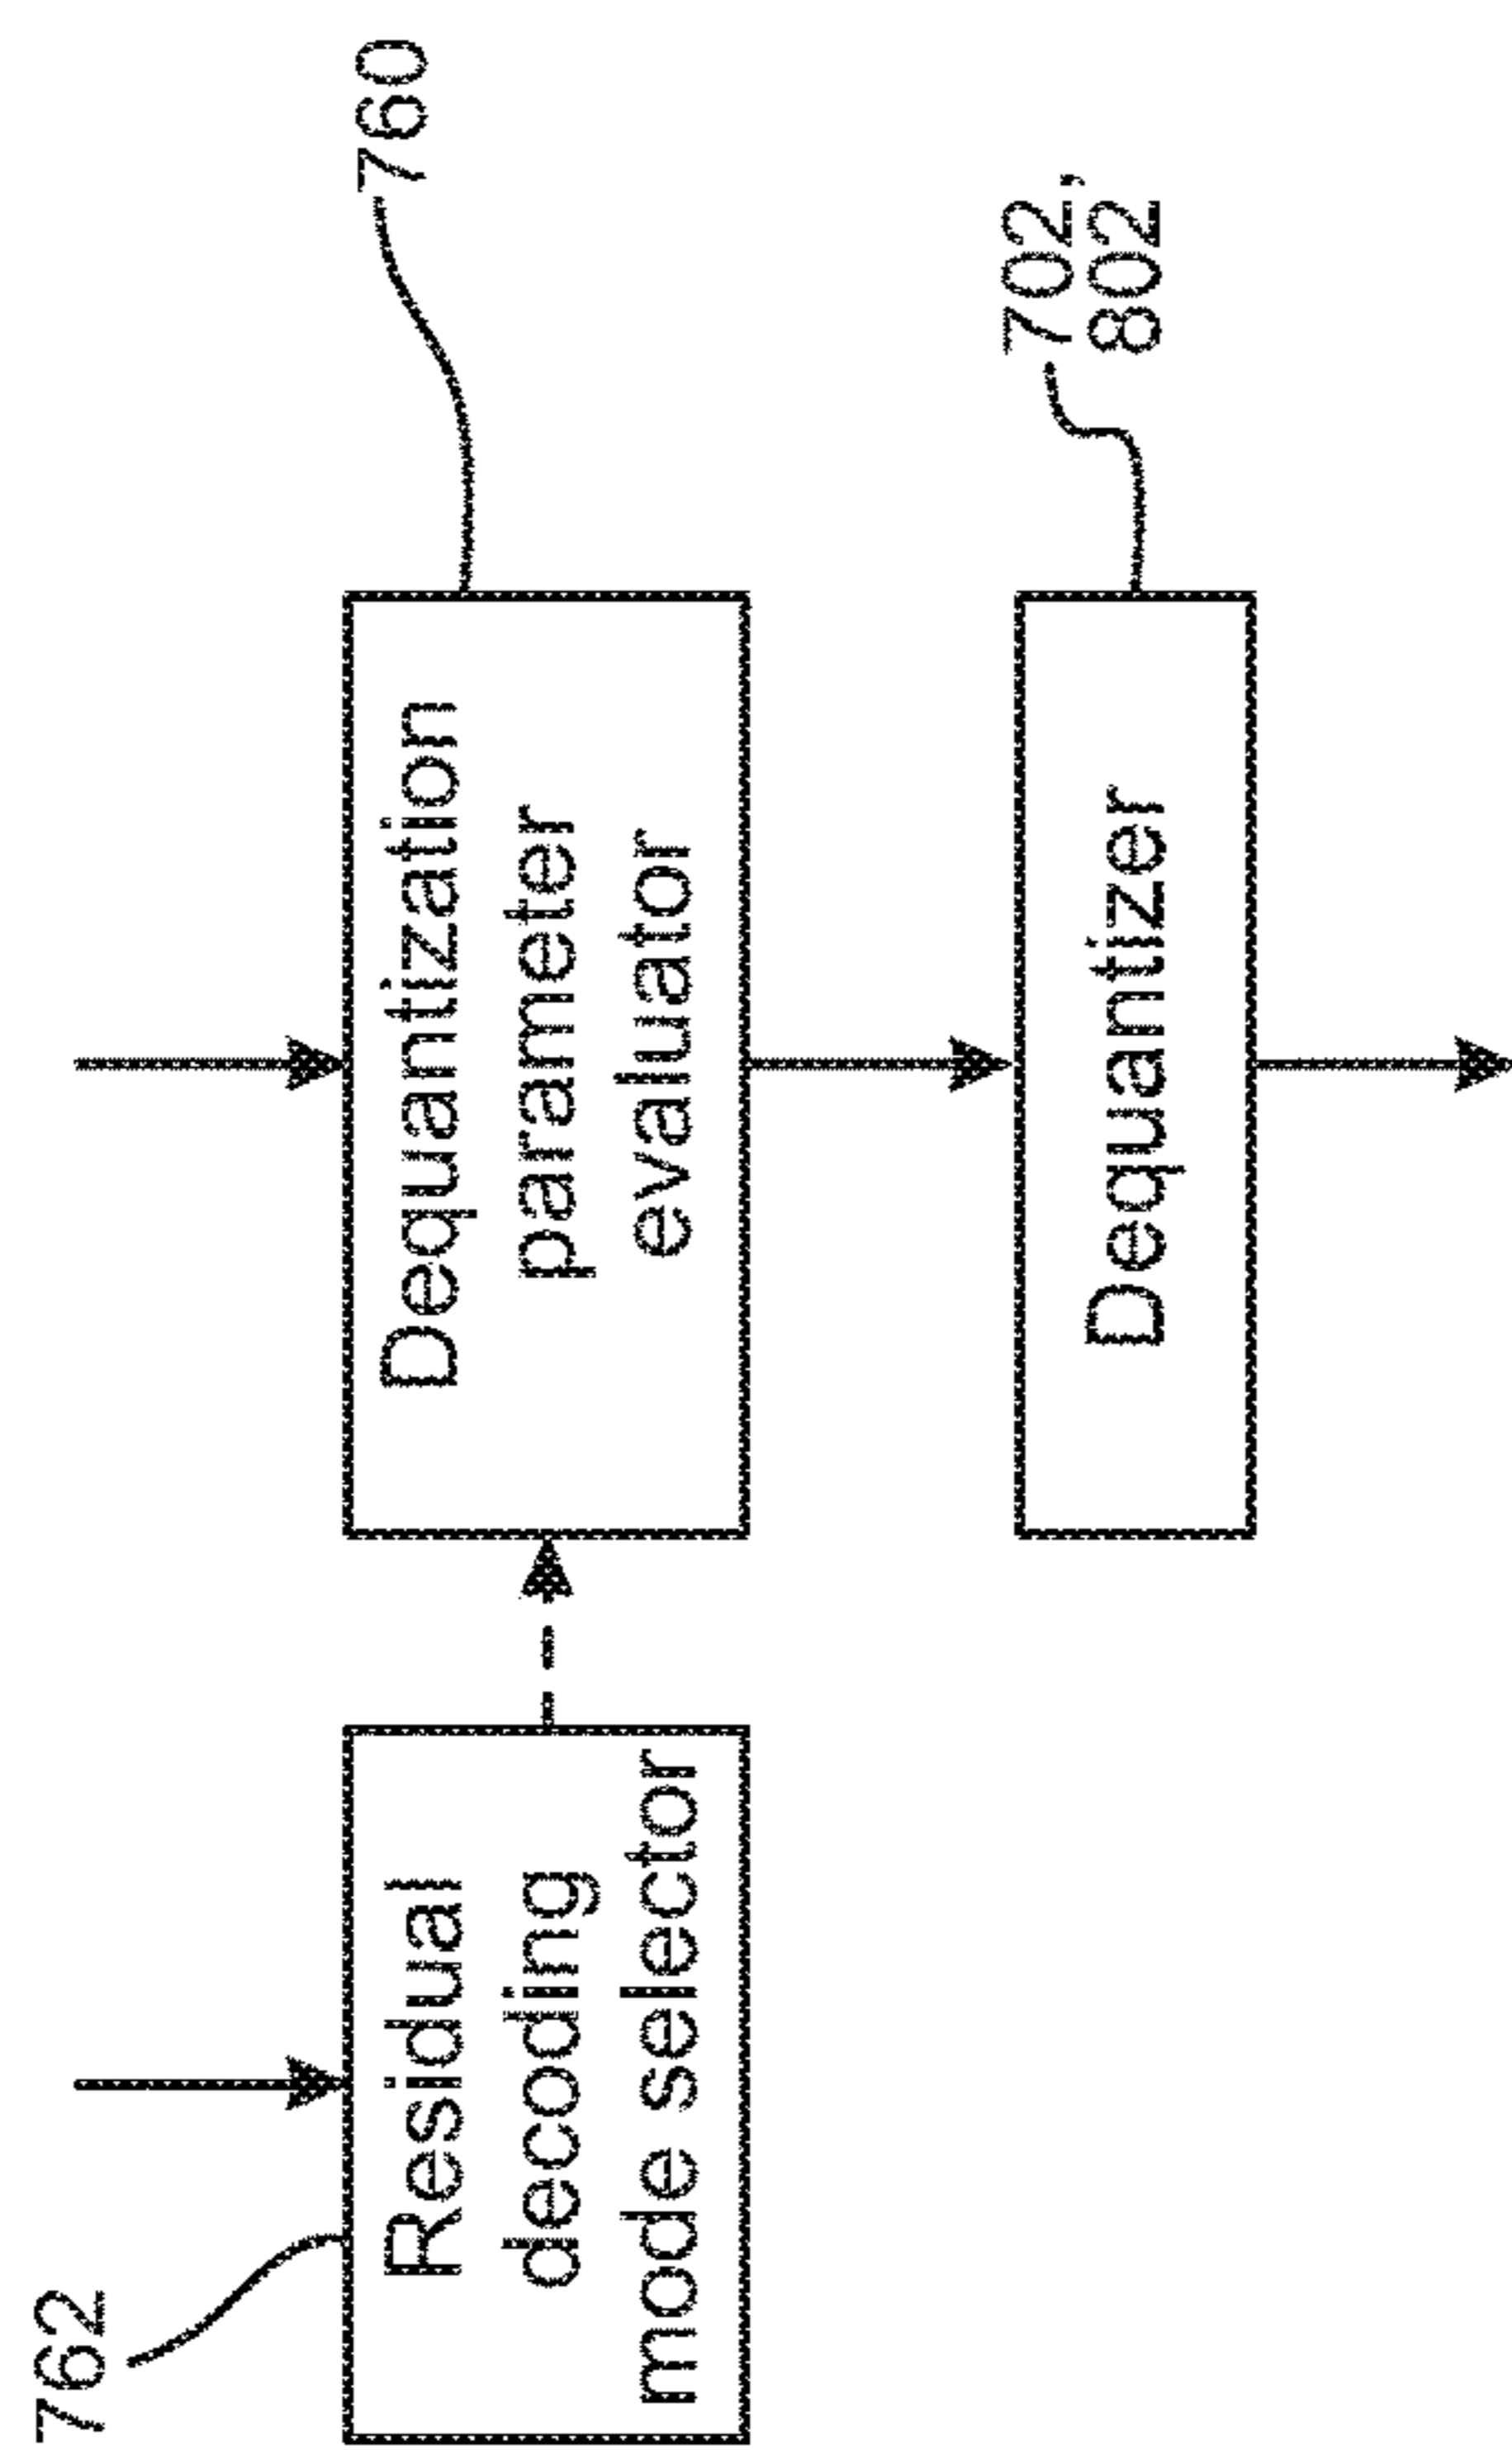 762
Residual
decoding
mode selector
Dequantization
parameter
evaluator
760
Dequantizer
702,
802